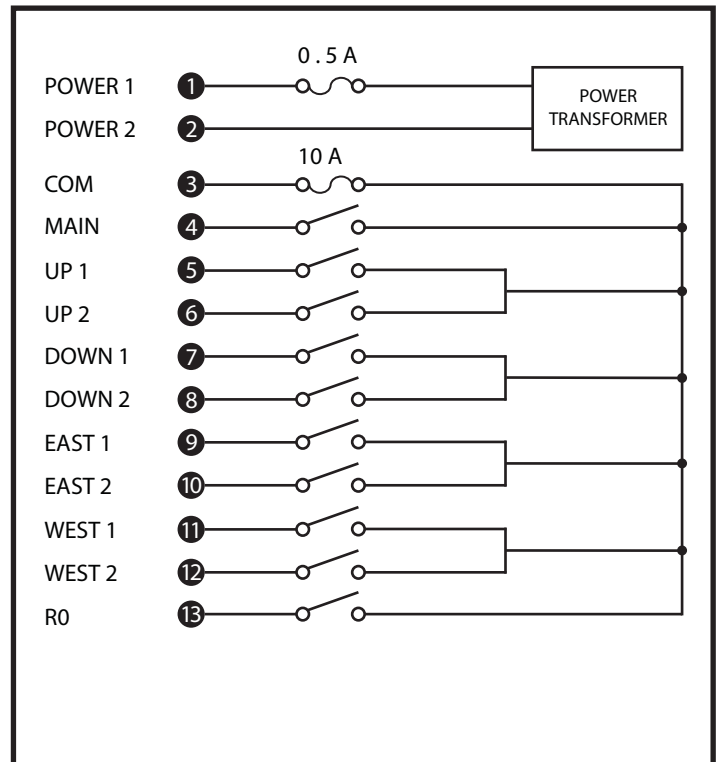 0 . 5 A
POWER 1 1
POWER
TRANSFORMER
POWER 2 2
10 A
COM 3
MAIN 4
UP 1 5
UP 2 6
DOWN 1 7
DOWN 2 8
EAST 1 9
EAST 2 10
WEST 1 11
WEST 2 12
R0 13